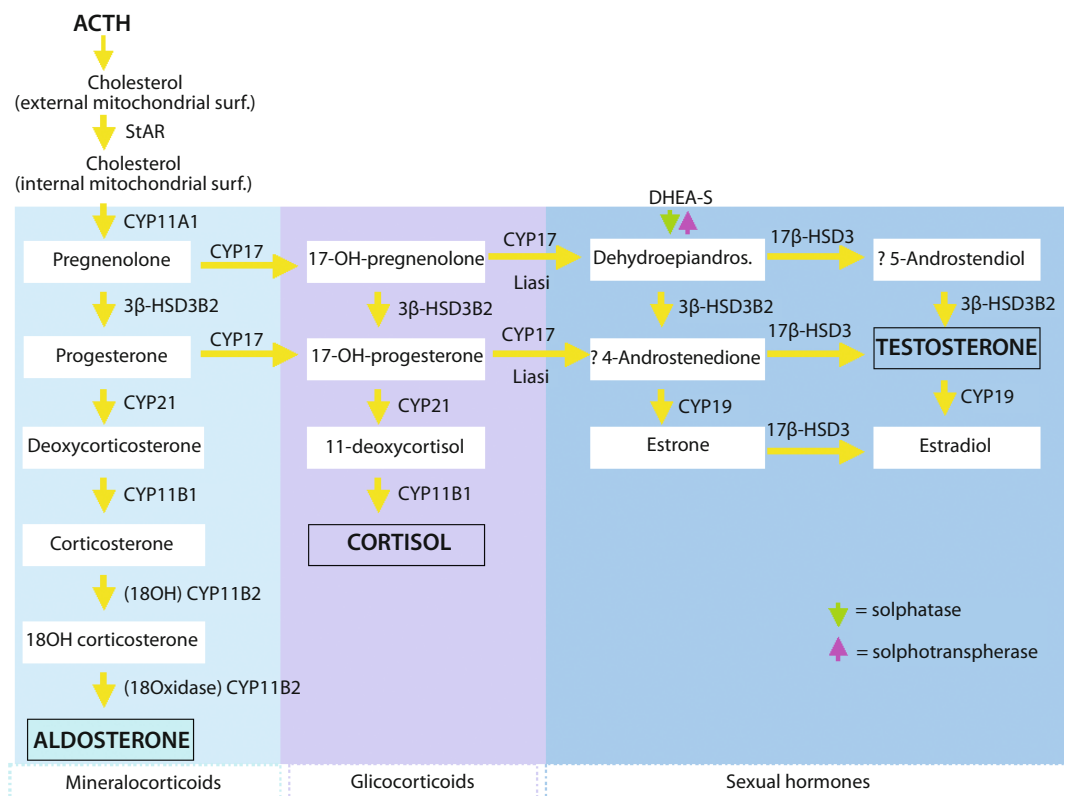 ACTH
Cholesterol
(external mitochondrial surf.)
StAR
Cholesterol
(internal mitochondrial surf.)
CYP11A1
DHEA-S
Pregnenolone
CYP17
17-OH-pregnenolone
CYP17
Liasi
Dehydroepiandros.
17β-HSD3
? 5-Androstendiol
3β-HSD3B2
3β-HSD3B2
3β-HSD3B2
3β-HSD3B2
Progesterone
CYP17
17-OH-progesterone
CYP17
Liasi
? 4-Androstenedione
17β-HSD3
TESTOSTERONE
CYP21
CYP21
CYP19
CYP19
Deoxycorticosterone
11-deoxycortisol
Estrone
17β-HSD3
Estradiol
CYP11B1
CYP11B1
Corticosterone
CORTISOL
(18OH) CYP11B2
= solphatase
18OH corticosterone
= solphotranspherase
(18Oxidase) CYP11B2
ALDOSTERONE
Mineralocorticoids
Glicocorticoids
Sexual hormones